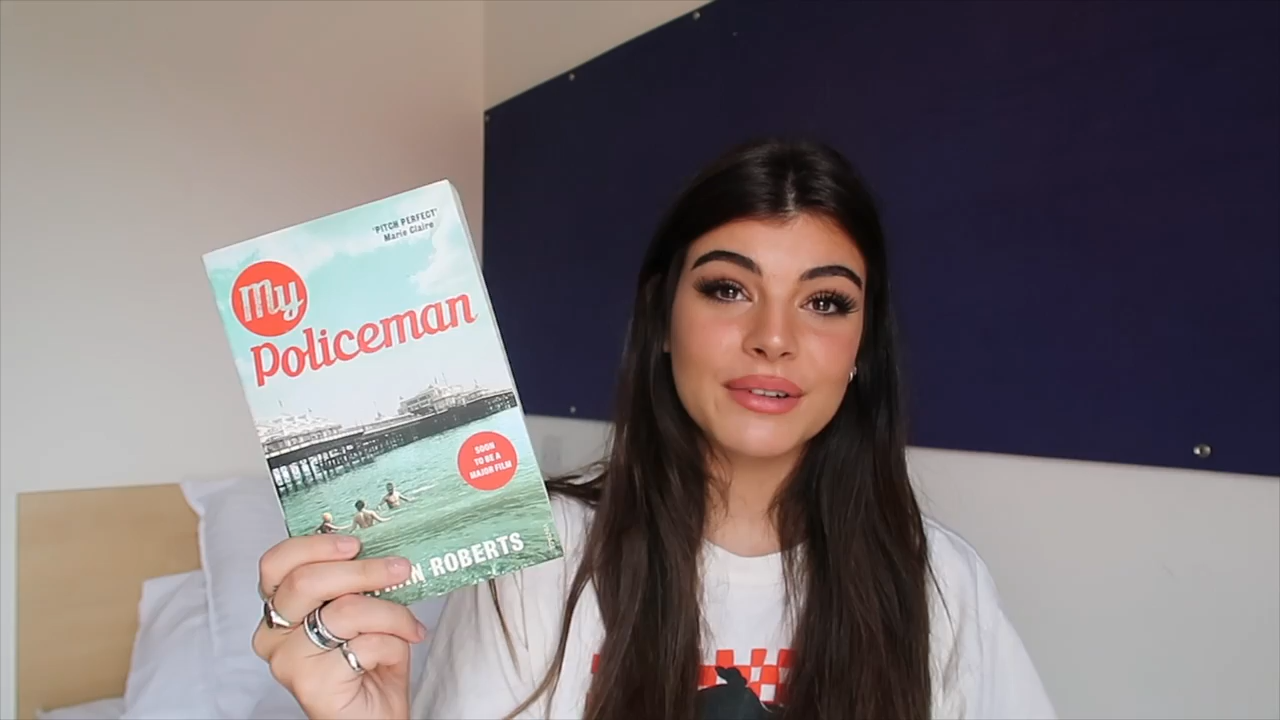 'PITCH PERFECT'
Marie Claire
My
Policeman
SOON
TO BE A
MAJOR FILM
ROBERTS